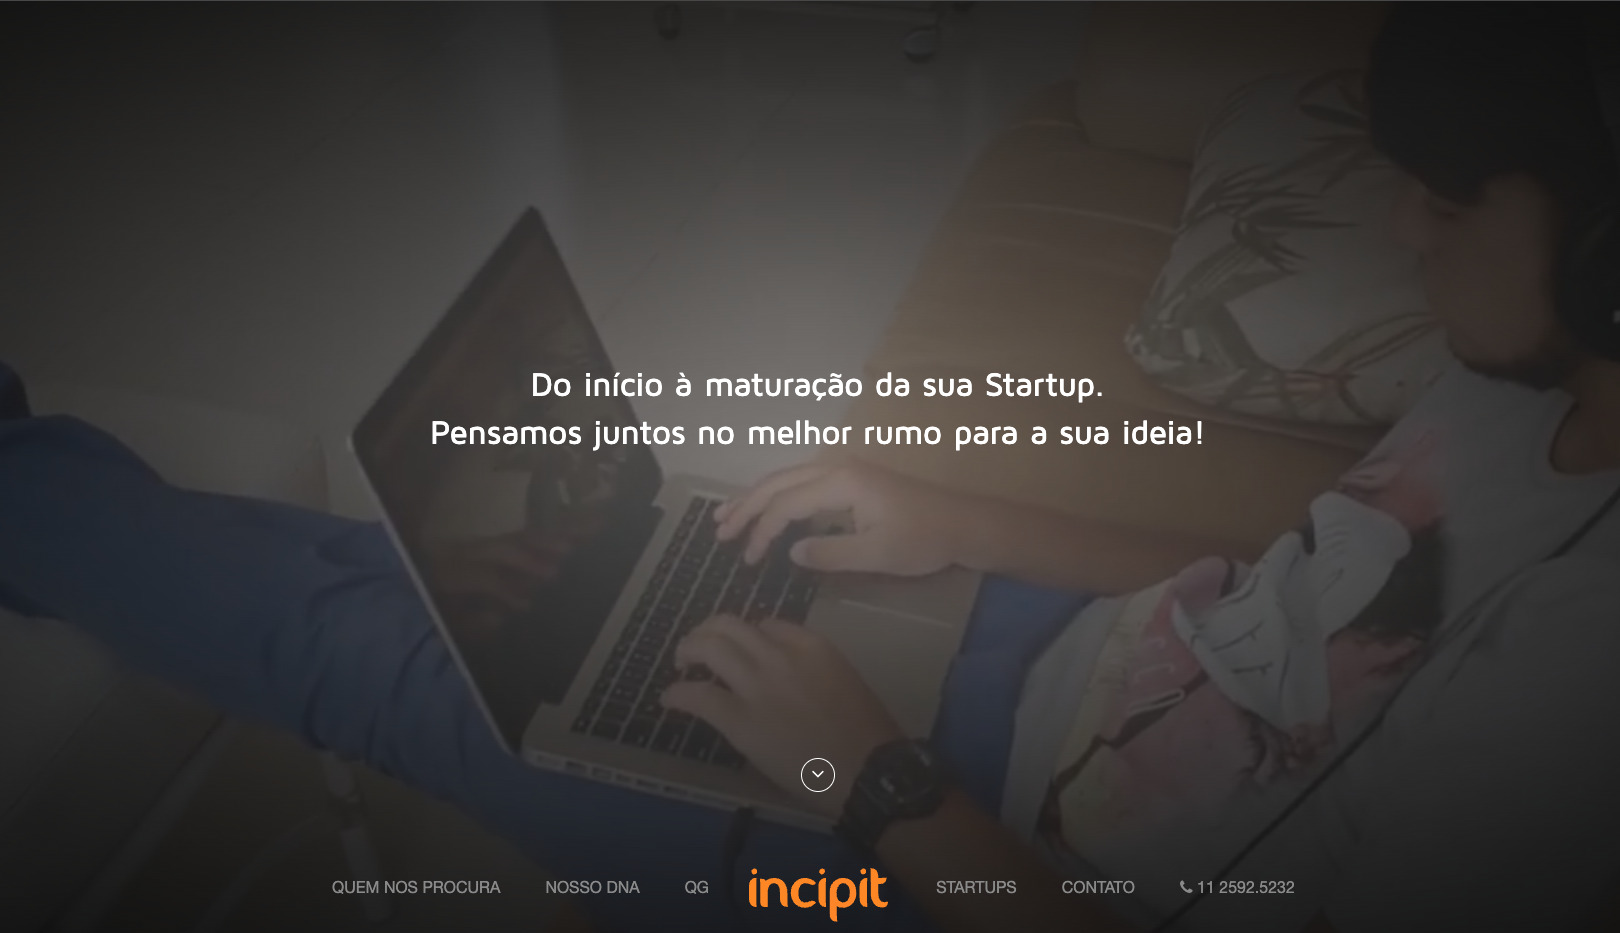 Do início à maturação da sua Startup.
Pensamos juntos no melhor rumo para a sua ideia!
QUEM NOS PROCURA NOSSO DNA QG incipit STARTUPS CONTATO 11 2592.5232